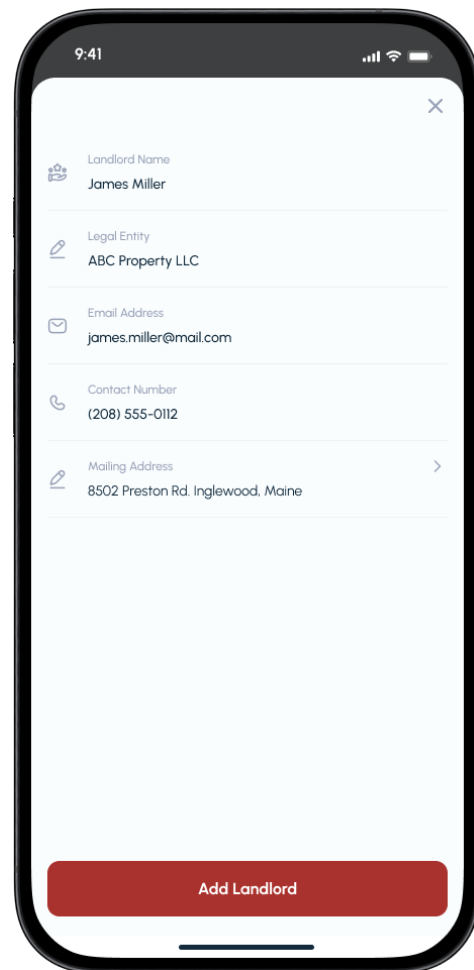 9:41
Landlord Name
James Miller
Legal Entity
ABC Property LLC
Email Address
james.miller@mail.com
Contact Number
(208) 555-0112
Mailing Address
8502 Preston Rd. Inglewood, Maine
Add Landlord